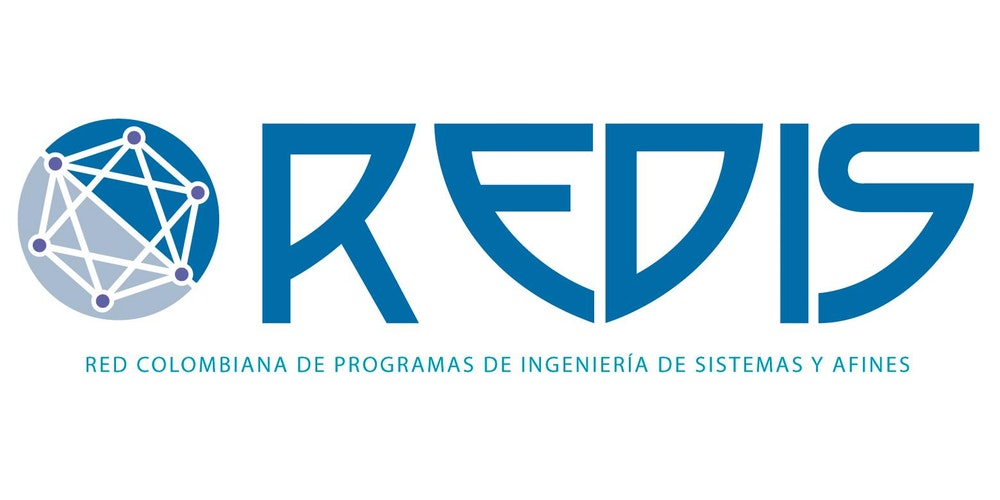 REDIS
RED COLOMBIANA DE PROGRAMAS DE INGENIERÍA DE SISTEMAS Y AFINES